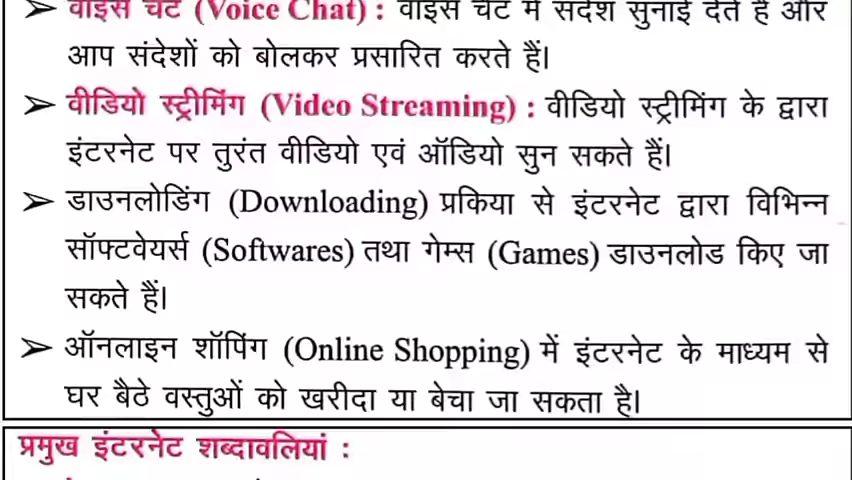 ➢ वाइस चैट (Voice Chat) : वाइस चैट में संदेश सुनाई देते हैं और
आप संदेशों को बोलकर प्रसारित करते हैं।
➢ वीडियो स्ट्रीमिंग (Video Streaming) : वीडियो स्ट्रीमिंग के द्वारा
इंटरनेट पर तुरंत वीडियो एवं ऑडियो सुन सकते हैं।
➢ डाउनलोडिंग (Downloading) प्रकिया से इंटरनेट द्वारा विभिन्न
सॉफ्टवेयर्स (Softwares) तथा गेम्स (Games) डाउनलोड किए जा
सकते हैं।
➢ ऑनलाइन शॉपिंग (Online Shopping) में इंटरनेट के माध्यम से
घर बैठे वस्तुओं को खरीदा या बेचा जा सकता है।
प्रमुख इंटरनेट शब्दावलियां :